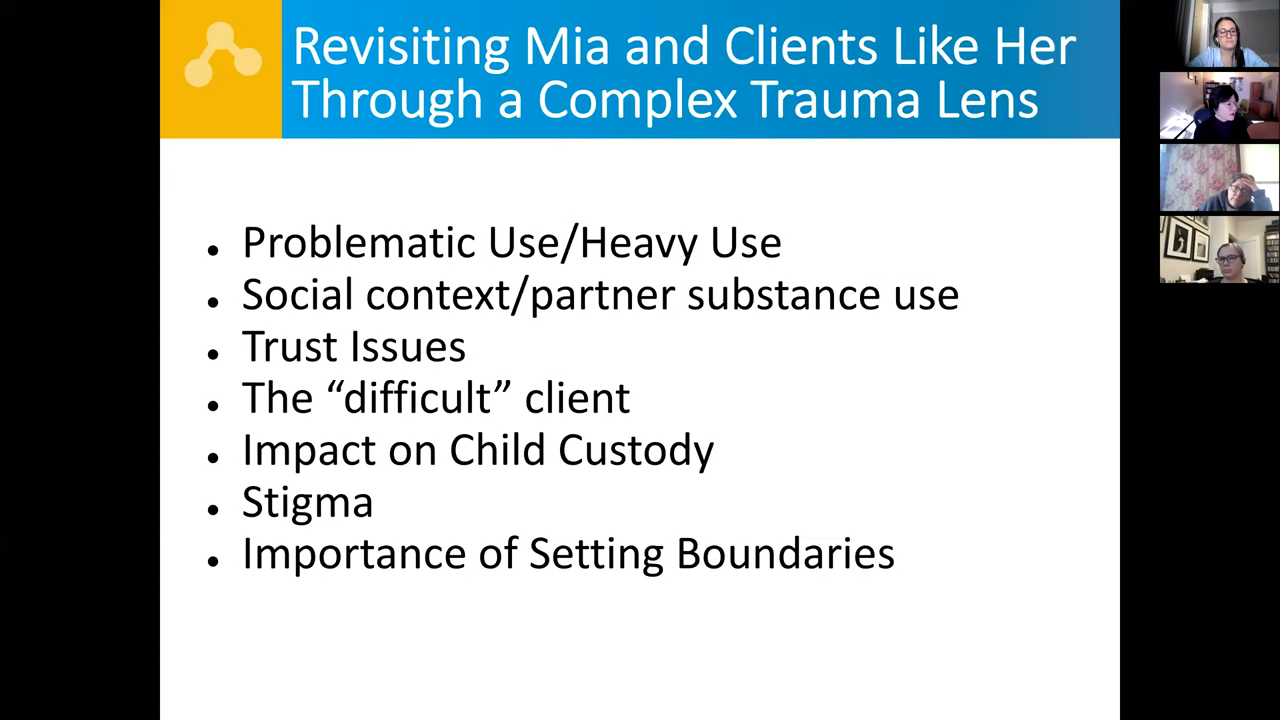 Revisiting Mia and Clients Like Her
Through a Complex Trauma Lens
• Problematic Use/Heavy Use
• Social context/partner substance use
• Trust Issues
• The “difficult” client
• Impact on Child Custody
• Stigma
• Importance of Setting Boundaries